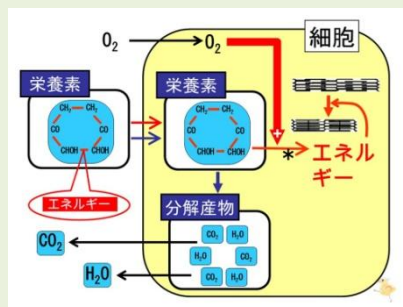 O₂
O₂
細胞
栄養素
CH₂ CH₂
CO CO
CHOH CHOH
エネルギー
栄養素
CH₂ CH₂
CO CO
CHOH CHOH
+
*
エネル
ギー
分解産物
CO₂ H₂O
H₂O CO₂
CO₂ H₂O
CO₂
H₂O